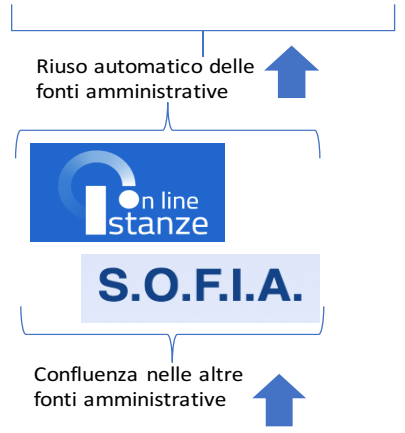 Riuso automatico delle
fonti amministrative
On line
Istanze
S.O.F.I.A.
Confluenza nelle altre
fonti amministrative